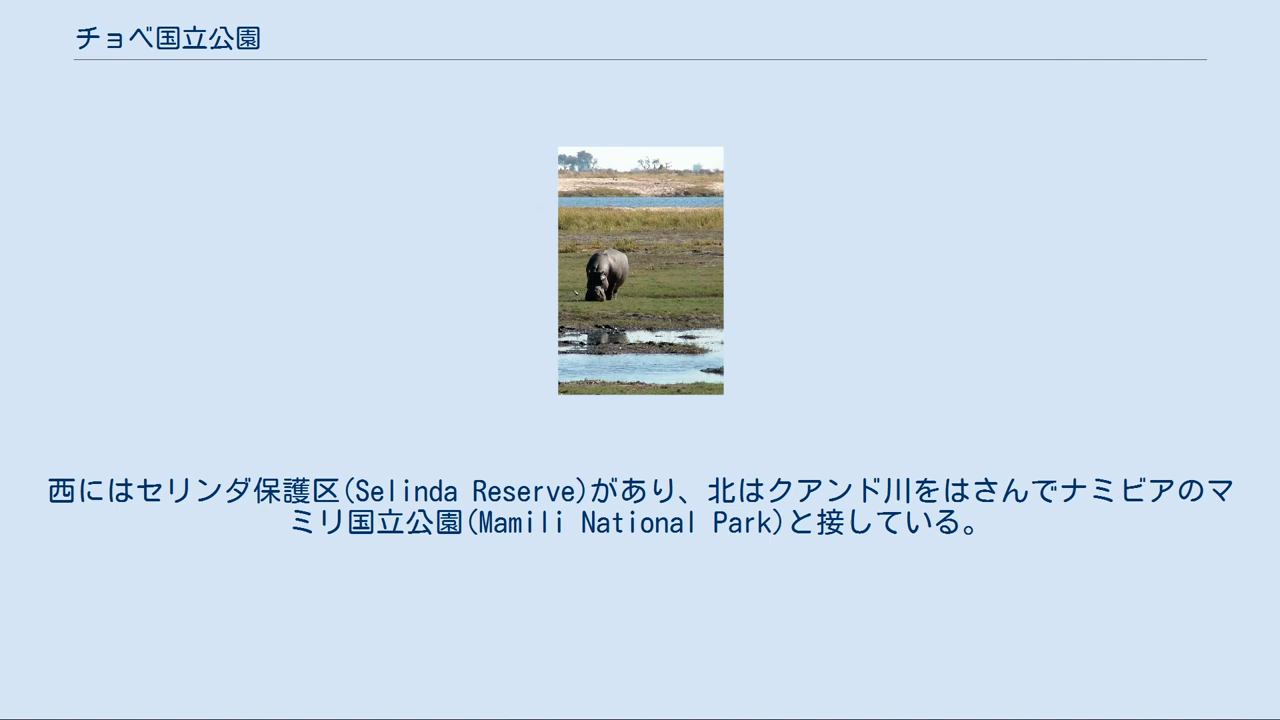 チョベ国立公園
西にはセリンダ保護区(Selinda Reserve)があり、北はクアンド川をはさんでナミビアのマ
ミリ国立公園(Mamili National Park)と接している。